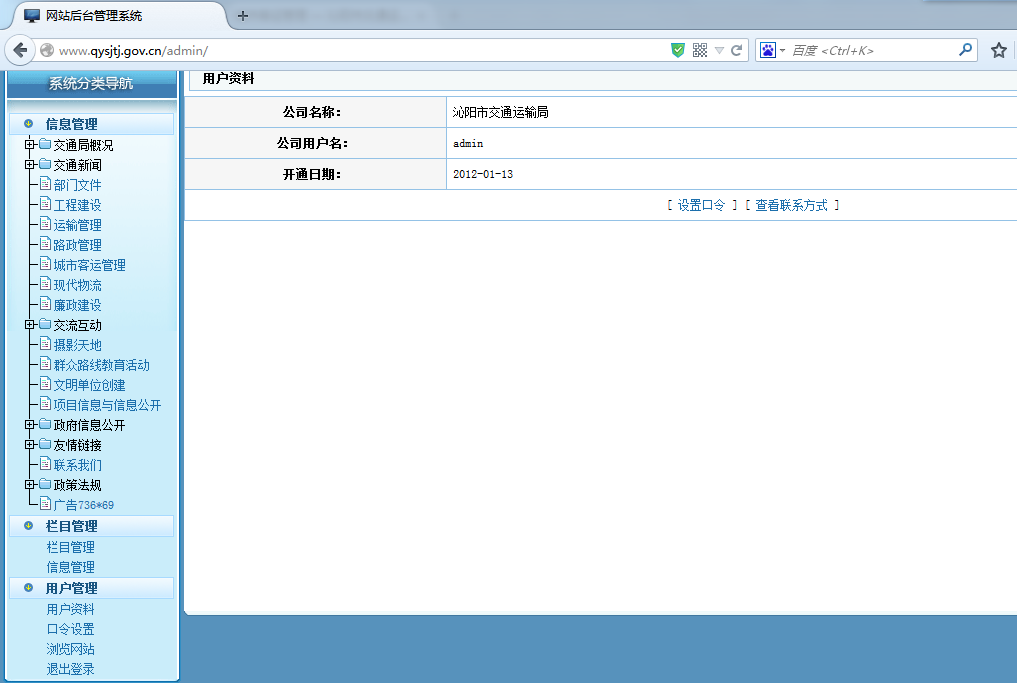 网站后台管理系统
www.qysjtj.gov.cn/admin/
百度 <Ctrl+K>
系统分类导航
用户资料
公司名称: 沁阳市交通运输局
公司用户名: admin
开通日期: 2012-01-13
[ 设置口令 ] [ 查看联系方式 ]
信息管理
交通局概况
交通新闻
部门文件
工程建设
运输管理
路政管理
城市客运管理
现代物流
廉政建设
交流互动
摄影天地
群众路线教育活动
文明单位创建
项目信息与信息公开
政府信息公开
友情链接
联系我们
政策法规
广告736*69
栏目管理
栏目管理
信息管理
用户管理
用户资料
口令设置
浏览网站
退出登录